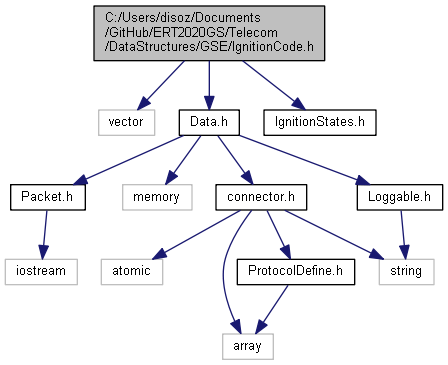 C:/Users/disoz/Documents
/GitHub/ERT2020GS/Telecom
/DataStructures/GSE/IgnitionCode.h
vector
Data.h
IgnitionStates.h
Packet.h
memory
connector.h
Loggable.h
iostream
atomic
ProtocolDefine.h
string
array